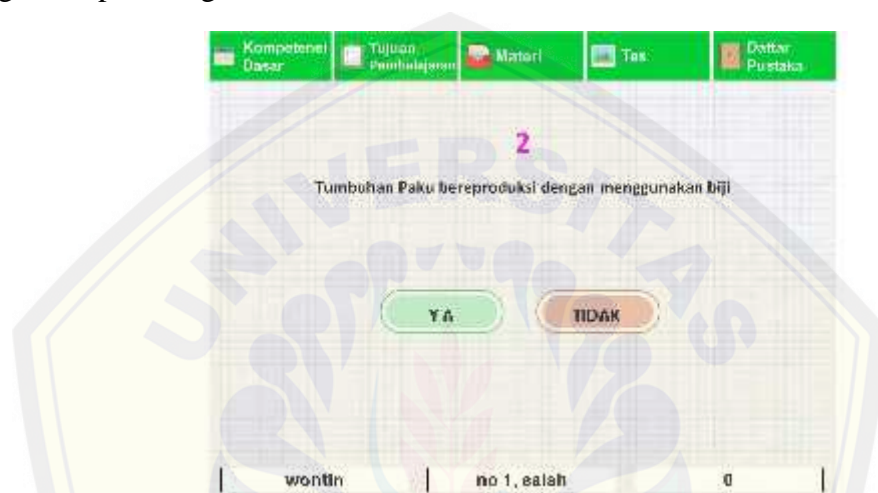 Kompetensi Dasar
Tujuan Pembelajaran
Materi
Tes
Daftar Pustaka
2
Tumbuhan Paku bereproduksi dengan menggunakan biji
YA
TIDAK
wontin
no 1, salah
0
UNIVERSITAS